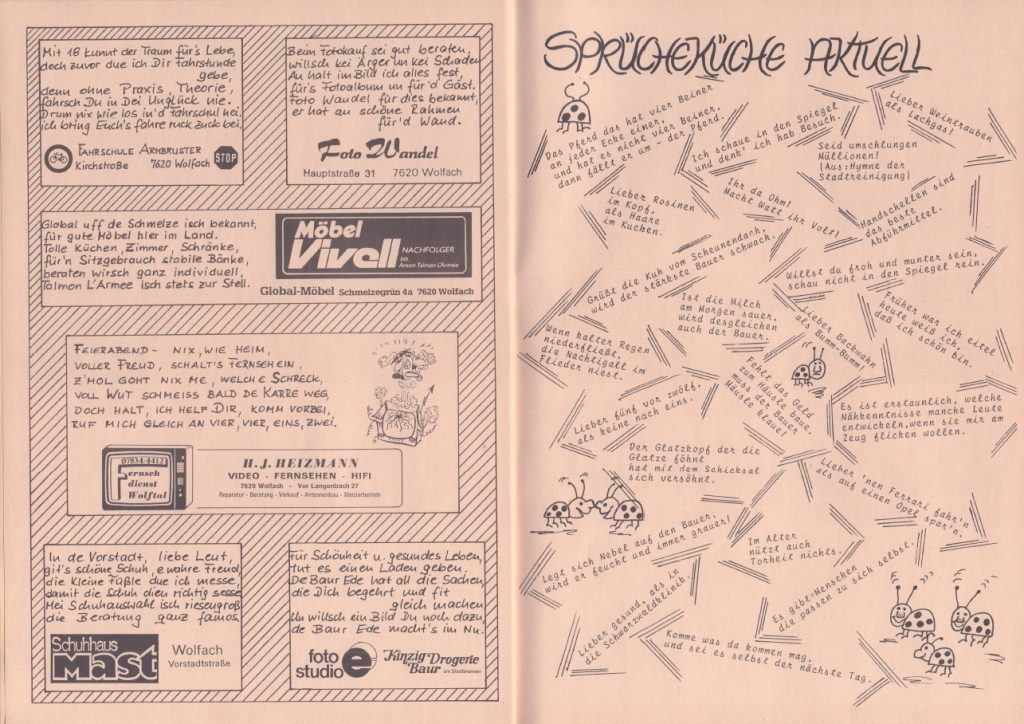 Mit 18 kunnt der Traum für's Lebe,
doch zuvor due ich Dir Fahrstunde
gebe,
denn ohne Praxis, Theorie,
fahrsch Du in Dei Unglück nie.
Drum nix wie los in'd Fahrschul nei,
ich bring Euch's fahre ruck zuck bei.
FAHRSCHULE ARMBRUSTER
Kirchstraße 7620 Wolfach
STOP
Beim Fotokauf sei gut beraten,
willsch kei Ärger un kei Schaden
Au halt im Bild ich alles fest,
für's Fotoalbum un für'd Gäst.
Foto Wandel für dies bekannt,
er hat au schöne Rahmen
für'd Wand.
Foto Wandel
Hauptstraße 31 7620 Wolfach
Global uff de Schmelze isch bekannt,
für gute Möbel hier im Land.
Tolle Küchen, Zimmer, Schränke,
für'n Sitzgebrauch stabile Bänke,
beraten wirsch ganz individuell,
Talmon L'Armee isch stets zur Stell.
Möbel
Vivell
NACHFOLGER
Inh.
Anton Talmon L'Armée
Global-Möbel Schmelzegrün 4a 7620 Wolfach
FEIERABEND - NIX, WIE HEIM,
VOLLER FREUD, SCHALT'S FERNSEH EIN,
Z'MOL GOHT NIX ME, WELCH E SCHRECK,
VOLL WUT SCHMEISS BALD DE KARRE WEG,
DOCH HALT, ICH HELF DIR, KOMM VORBEI,
RUF MICH GLEICH AN VIER, VIER, EINS, ZWEI.
07834/4412
Fernseh
dienst
Wolftal
H.J. HEIZMANN
VIDEO · FERNSEHEN · HIFI
7620 Wolfach - Vor Langenbach 27
Reparatur - Beratung - Verkauf - Antennenbau - Meisterbetrieb
In de Vorstadt, liebe Leut,
git's schöne Schuh, e wahre Freud,
die kleine Füßle due ich messe,
damit die Schuh dien richtig sesse
Mei Schuhauswahl isch riesengroß
die Beratung ganz famos.
Schuhhaus
Mast
Wolfach
Vorstadtstraße
Für Schönheit u. gesundes Leben,
tut es einen Laden geben.
De Baur Ede hat all die Sachen,
die Dich begehrt und fit
gleich machen
Un willsch ein Bild Du noch dazu,
de Baur Ede macht's im Nu.
foto
studio
e
Kinzig-Drogerie
Baur
SPRÜCHEKÜCHE AKTUELL
Das Pferd das hat vier Beiner
an jeder Ecke einer,
und hat es nicht vier Beiner,
dann fällt er um - der Pferd.
Ich schaue in den Spiegel
und denk' ich hab Besuch.
Lieber Weintrauben
als Lachgas!
Seid umschlungen
Müllionen!
(Aus:Hymne der
Stadtreinigung)
Lieber Rosinen
im Kopf,
als Haare
im Kuchen.
Ihr da Ohm!
Macht Watt ihr Volt!
Handschellen sind
das beste
Abführmittel.
Grüßt die Kuh vom Scheunendach,
wird der stärkste Bauer schwach.
Willst du froh und munter sein,
schau nicht in den Spiegel rein.
Ist die Milch
am Morgen sauer,
wird desgleichen
auch der Bauer.
Lieber Backwahn
als Bumm-Bumm!
Früher war ich eitel
heute weiß ich,
daß ich schön bin.
Wenn kalter Regen
niederfließt,
die Nachtigall im
Flieder niest.
Fehlt das Geld
zum Häusle baue,
muss der Bauer
Mäusle klaue!
Lieber fünf vor zwölf,
als keine nach eins.
Es ist erstaunlich, welche
Nähkenntnisse manche Leute
entwickeln,wenn sie mir am
Zeug flicken wollen.
Der Glatzkopf der die
Glatze föhnt
hat mit dem Schicksal
sich versöhnt.
Lieber 'nen Ferrari fahr'n
als auf einen Opel spar'n.
Legt sich Nebel auf den Bauer,
wird er feucht und immer grauer!
Im Alter
nützt auch
Torheit nichts.
Es gibt-Menschen
die passen zu sich selbst.
Lieber gesund, als in
die Schwarzwaldklinik.
Komme was da kommen mag,
und sei es selbst der nächste Tag.